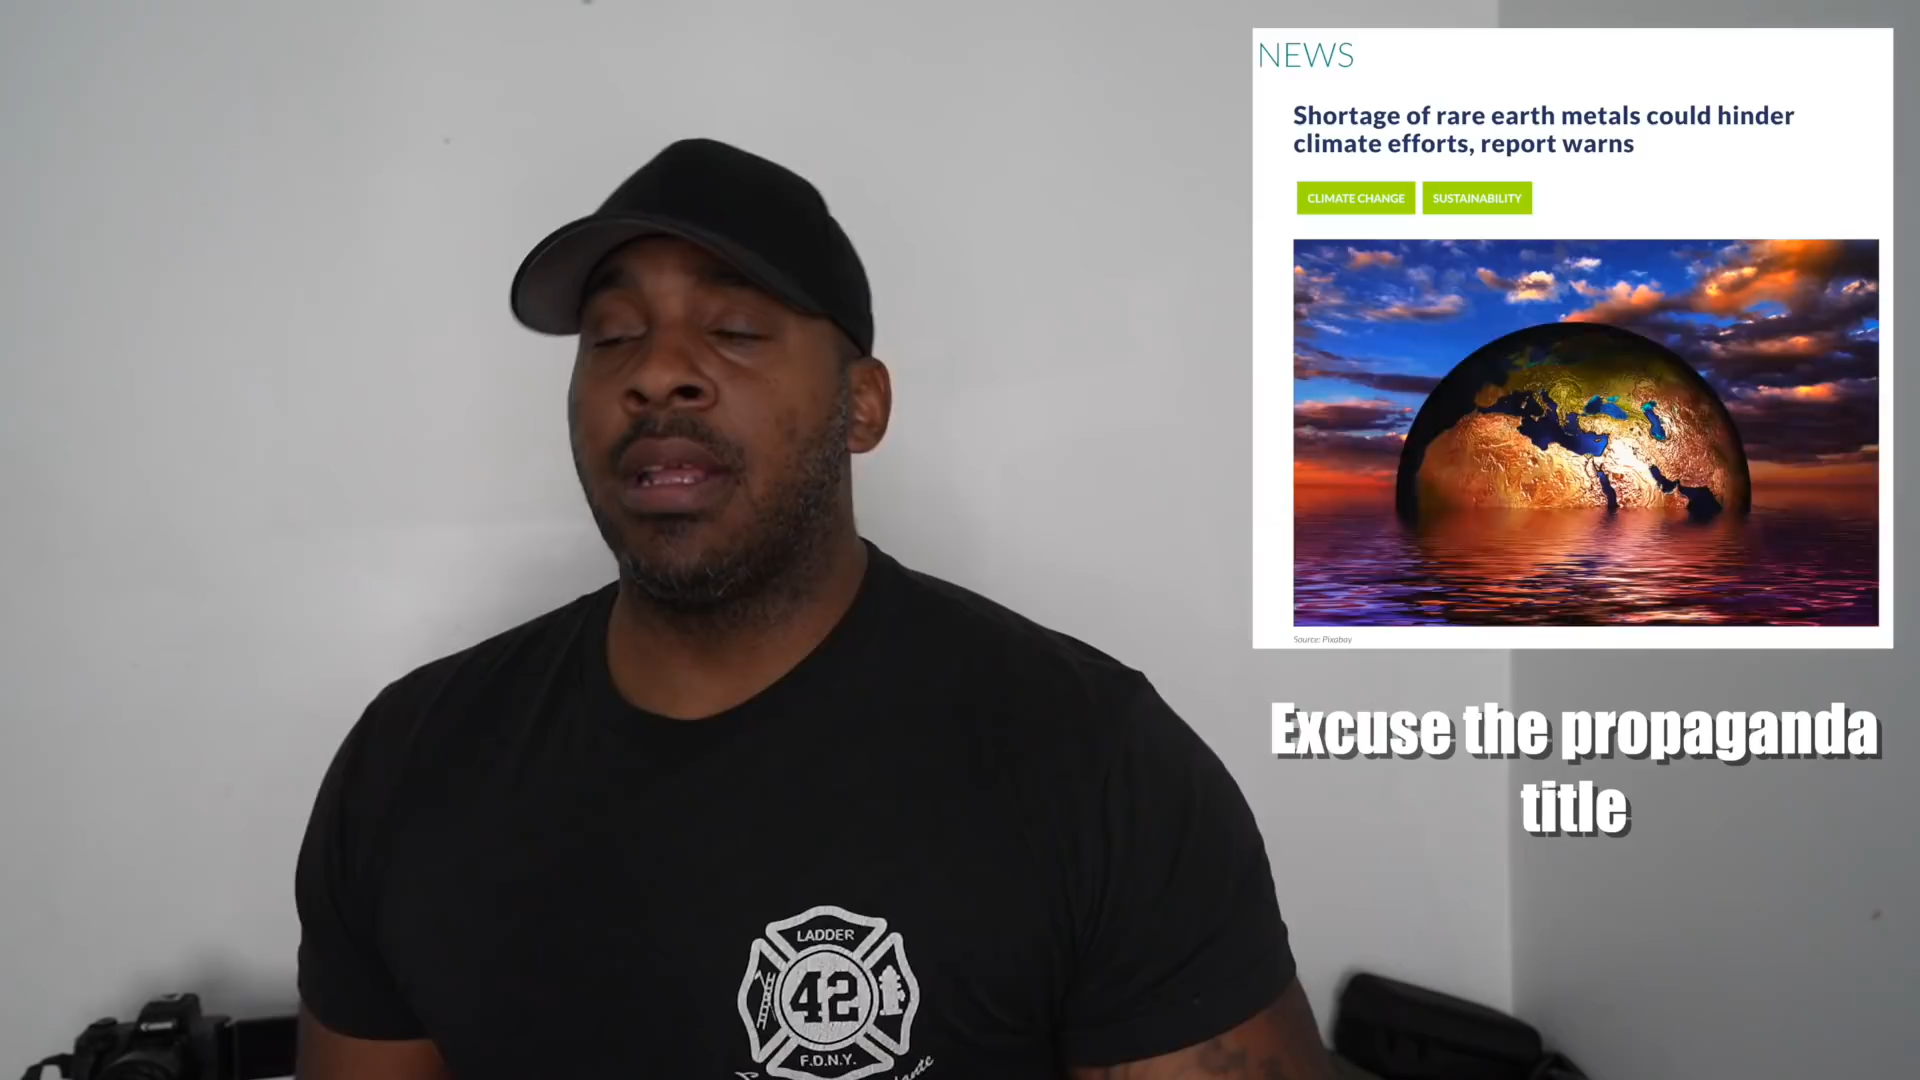 NEWS
Shortage of rare earth metals could hinder
climate efforts, report warns
CLIMATE CHANGE SUSTAINABILITY
Source: Pixabay
Excuse the propaganda
title
LADDER
42
F.D.N.Y.